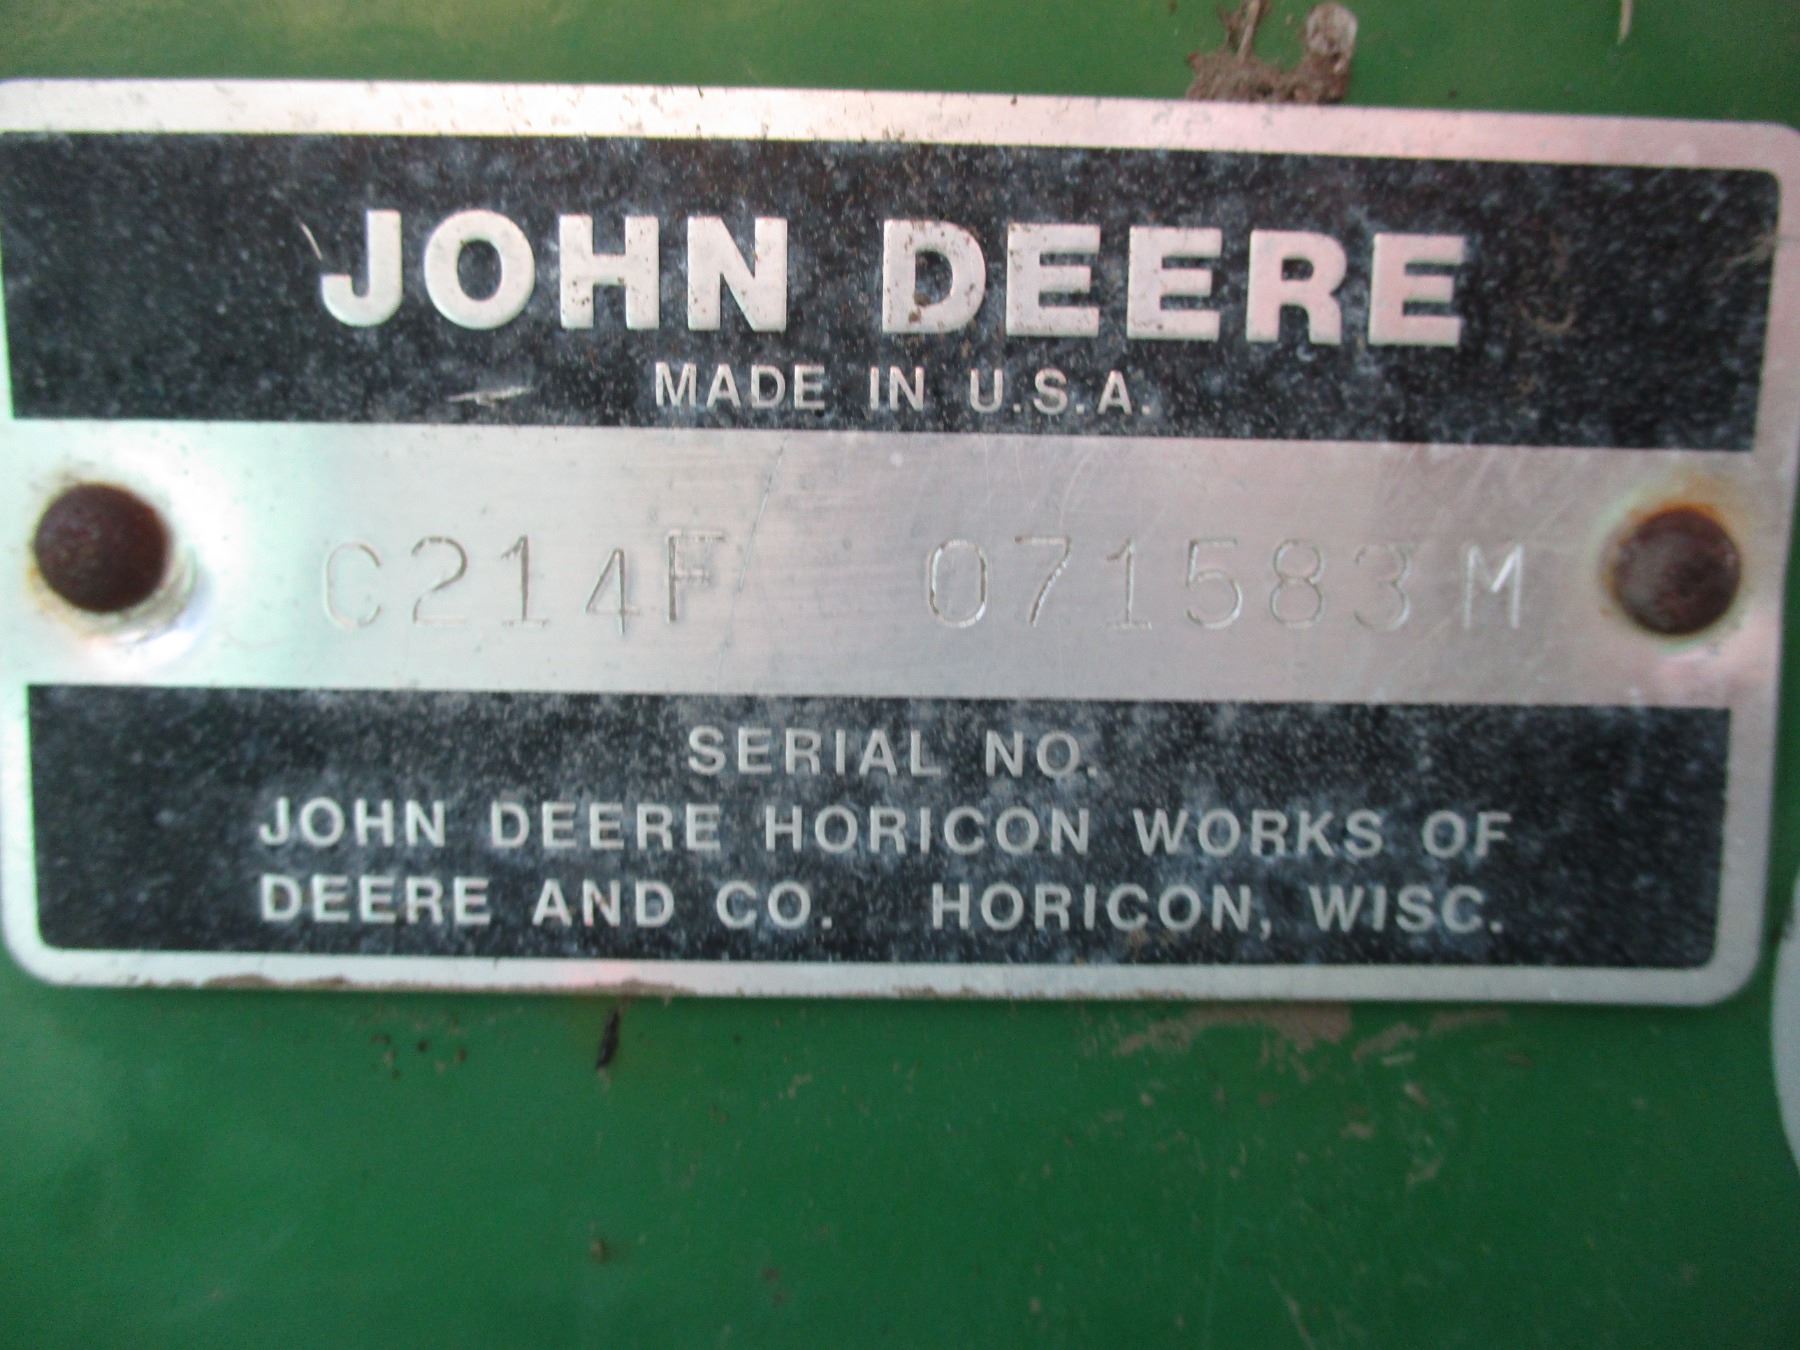 JOHN DEERE
MADE IN U.S.A.
C214F 071583M
SERIAL NO.
JOHN DEERE HORICON WORKS OF
DEERE AND CO. HORICON, WISC.